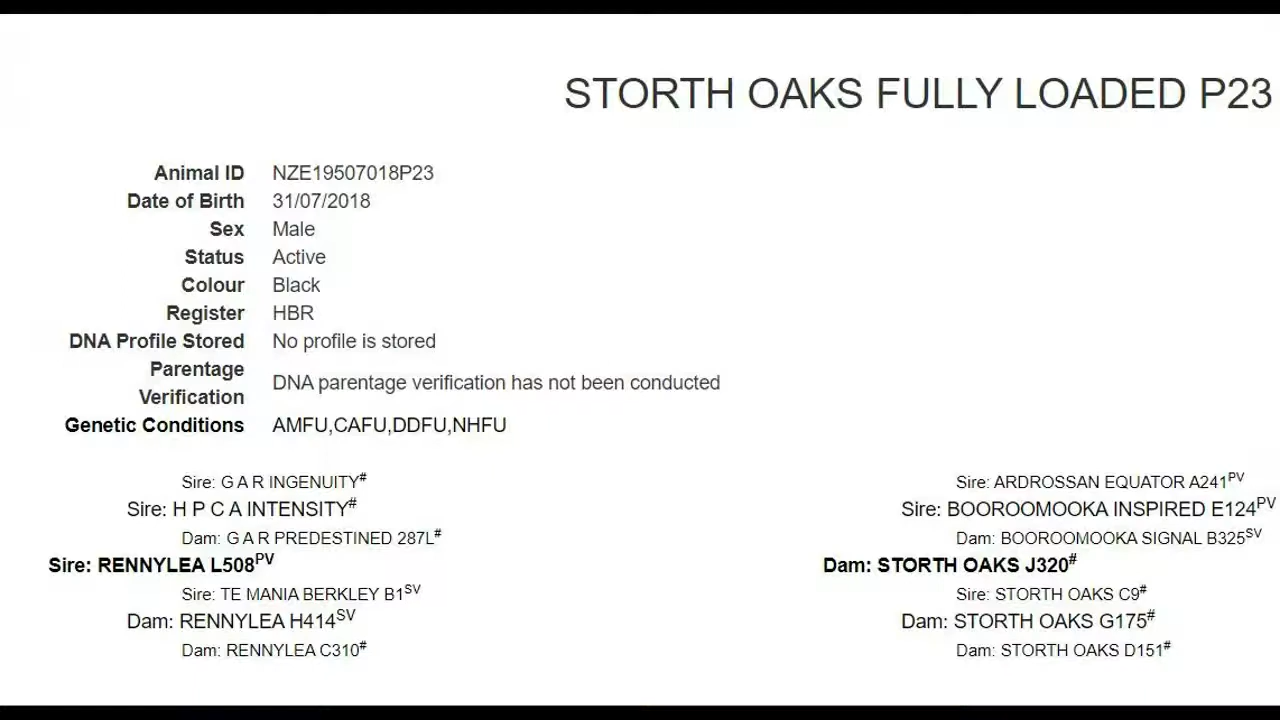 STORTH OAKS FULLY LOADED P23
Animal ID NZE19507018P23
Date of Birth 31/07/2018
Sex Male
Status Active
Colour Black
Register HBR
DNA Profile Stored No profile is stored
Parentage
Verification DNA parentage verification has not been conducted
Genetic Conditions AMFU,CAFU,DDFU,NHFU
Sire: G A R INGENUITY#
Sire: H P C A INTENSITY#
Dam: G A R PREDESTINED 287L#
Sire: RENNYLEA L508PV
Sire: TE MANIA BERKLEY B1SV
Dam: RENNYLEA H414SV
Dam: RENNYLEA C310#
Sire: ARDROSSAN EQUATOR A241PV
Sire: BOOROOMOOKA INSPIRED E124PV
Dam: BOOROOMOOKA SIGNAL B325SV
Dam: STORTH OAKS J320#
Sire: STORTH OAKS C9#
Dam: STORTH OAKS G175#
Dam: STORTH OAKS D151#